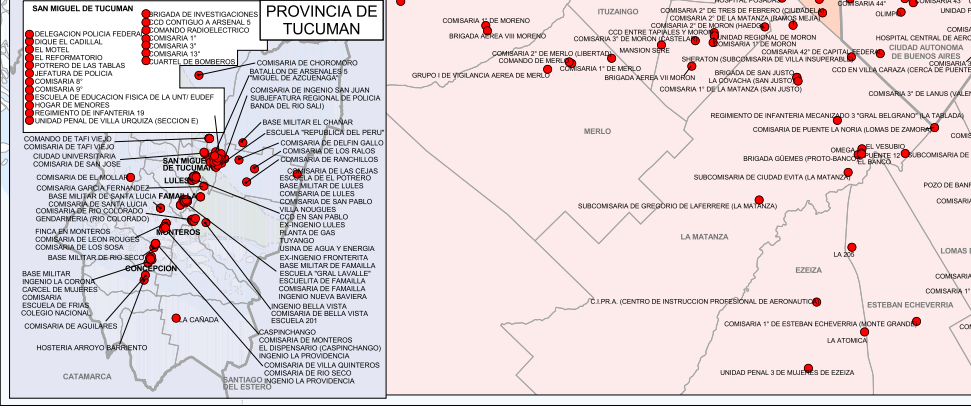 SAN MIGUEL DE TUCUMAN
PROVINCIA DE
TUCUMAN
DELEGACION POLICIA FEDERAL
DIQUE EL CADILLAL
EL MOTEL
EL REFORMATORIO
POTRERO DE LAS TABLAS
JEFATURA DE POLICIA
COMISARIA 8°
COMISARIA 9°
ESCUELA DE EDUCACION FISICA DE LA UNT/ EUDEF
HOGAR DE MENORES
REGIMIENTO DE INFANTERIA 19
UNIDAD PENAL DE VILLA URQUIZA (SECCION E)
BRIGADA DE INVESTIGACIONES
CCD CONTIGUO A ARSENAL 5
COMANDO RADIOELECTRICO
COMISARIA 1°
COMISARIA 3°
COMISARIA 13°
CUARTEL DE BOMBEROS
COMISARIA DE CHOROMORO
BATALLON DE ARSENALES 5
"MIGUEL DE AZCUENAGA"
COMISARIA DE INGENIO SAN JUAN
SUBJEFATURA REGIONAL DE POLICIA
BANDA DEL RIO SALI)
BASE MILITAR EL CHAÑAR
ESCUELA "REPUBLICA DEL PERU"
COMISARIA DE DELFIN GALLO
COMISARIA DE LOS RALOS
COMISARIA DE RANCHILLOS
COMISARIA DE LAS CEJAS
ESCUELA DE EL POTRERO
BASE MILITAR DE LULES
COMISARIA DE LULES
COMISARIA DE SAN PABLO
VILLA NOUGUES
CCD EN SAN PABLO
EX-INGENIO LULES
PLANTA DE GAS
TUYANGO
USINA DE AGUA Y ENERGIA
EX-INGENIO FRONTERITA
BASE MILITAR DE FAMAILLA
ESCUELA "GRAL LAVALLE"
ESCUELITA DE FAMAILLA
COMISARIA DE FAMAILLA
INGENIO NUEVA BAVIERA
INGENIO BELLA VISTA
COMISARIA DE BELLA VISTA
ESCUELA 201
CASPINCHANGO
COMISARIA DE MONTEROS
EL DISPENSARIO (CASPINCHANGO)
INGENIO LA PROVIDENCIA
COMISARIA DE VILLA QUINTEROS
COMISARIA DE RIO SECO
INGENIO LA PROVIDENCIA
COMANDO DE TAFI VIEJO
COMISARIA DE TAFI VIEJO
CIUDAD UNIVERSITARIA
COMISARIA DE SAN JOSE
COMISARIA DE EL MOLLAR
COMISARIA GARCIA FERNANDEZ
BASE MILITAR DE SANTA LUCIA
COMISARIA DE SANTA LUCIA
COMISARIA DE RIO COLORADO
GENDARMERIA (RIO COLORADO)
FINCA EN MONTEROS
COMISARIA DE LEON ROUGES
COMISARIA DE LOS SOSA
BASE MILITAR DE RIO SECO
BASE MILITAR
INGENIO LA CORONA
CARCEL DE MUJERES
COMISARIA
ESCUELA DE FRIAS
COLEGIO NACIONAL
COMISARIA DE AGUILARES
HOSTERIA ARROYO BARRIENTO
LA CAÑADA
SAN MIGUEL
DE TUCUMAN
LULES
FAMAILLA
MONTEROS
CONCEPCION
CATAMARCA
SANTIAGO
DEL ESTERO
ITUZAINGO
COMISARIA 1° DE MORENO
BRIGADA AEREA VIII MORENO
COMISARIA 2° DE TRES DE FEBRERO (CIUDADELA)
COMISARIA 2° DE LA MATANZA (RAMOS MEJIA)
COMISARIA 2° DE MORON (HAEDO)
CCD ENTRE TAPIALES Y MORON
COMISARIA 3° DE MORON (CASTELAR)
UNIDAD REGIONAL DE MORON
COMISARIA 1° DE MORON
MANSION SERE
COMISARIA 2° DE MERLO (LIBERTAD)
COMANDO DE MERLO
COMISARIA 1° DE MERLO
GRUPO I DE VIGILANCIA AEREA DE MERLO
BRIGADA AEREA VII MORON
COMISARIA 42° DE CAPITAL FEDERAL
SHERATON (SUBCOMISARIA DE VILLA INSUPERABLE)
BRIGADA DE SAN JUSTO
LA COVACHA (SAN JUSTO)
COMISARIA 1° DE LA MATANZA (SAN JUSTO)
COMISARIA 44°
OLIMPO
HOSPITAL CENTRAL DE
CIUDAD AUTONOMA
DE BUENOS AIRES
CCD EN VILLA CARAZA (CERCA DE PUENTE
COMISARIA 3° DE LANUS
REGIMIENTO DE INFANTERIA MECANIZADO 3 "GRAL BELGRANO" (LA TABLADA)
COMISARIA DE PUENTE LA NORIA (LOMAS DE ZAMORA)
MERLO
OMEGA
EL VESUBIO
PUENTE 12
EL BANCO
BRIGADA GÜEMES (PROTO-BANCO)
SUBCOMISARIA DE
SUBCOMISARIA DE CIUDAD EVITA (LA MATANZA)
POZO DE
SUBCOMISARIA DE GREGORIO DE LAFERRERE (LA MATANZA)
LA MATANZA
LA 205
EZEIZA
C.I.PR.A. (CENTRO DE INSTRUCCION PROFESIONAL DE AERONAUTICA)
ESTEBAN ECHEVERRIA
COMISARIA 1° DE ESTEBAN ECHEVERRIA (MONTE GRANDE)
LA ATOMICA
UNIDAD PENAL 3 DE MUJERES DE EZEIZA